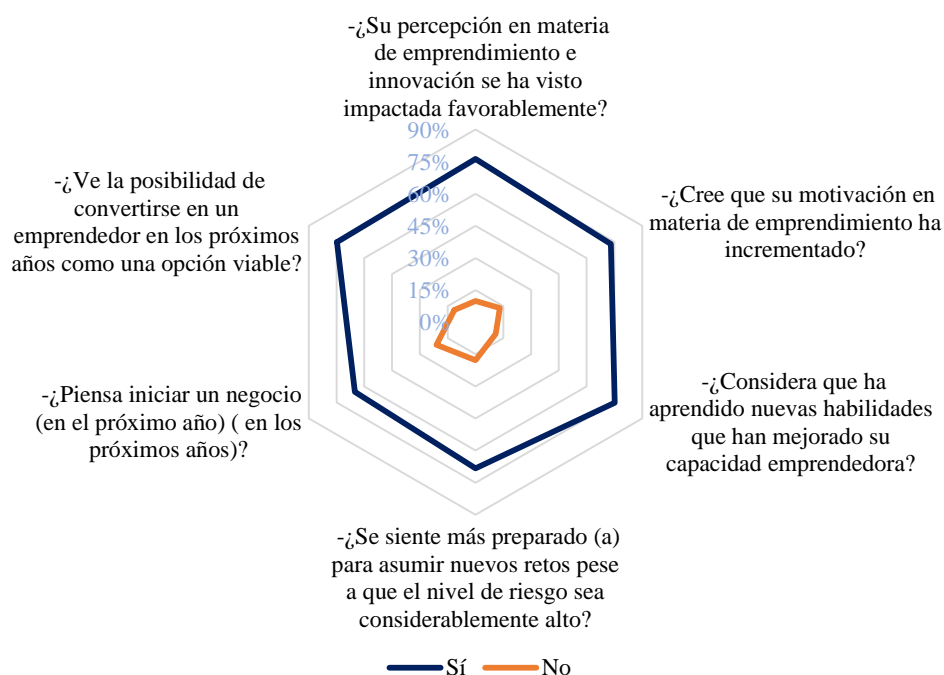 -¿Su percepción en materia
de emprendimiento e
innovación se ha visto
impactada favorablemente?
90%
75%
60%
45%
30%
15%
0%
-¿Cree que su motivación en
materia de emprendimiento ha
incrementado?
-¿Considera que ha
aprendido nuevas habilidades
que han mejorado su
capacidad emprendedora?
-¿Se siente más preparado (a)
para asumir nuevos retos pese
a que el nivel de riesgo sea
considerablemente alto?
-¿Piensa iniciar un negocio
(en el próximo año) ( en los
próximos años)?
-¿Ve la posibilidad de
convertirse en un
emprendedor en los próximos
años como una opción viable?
Sí
No